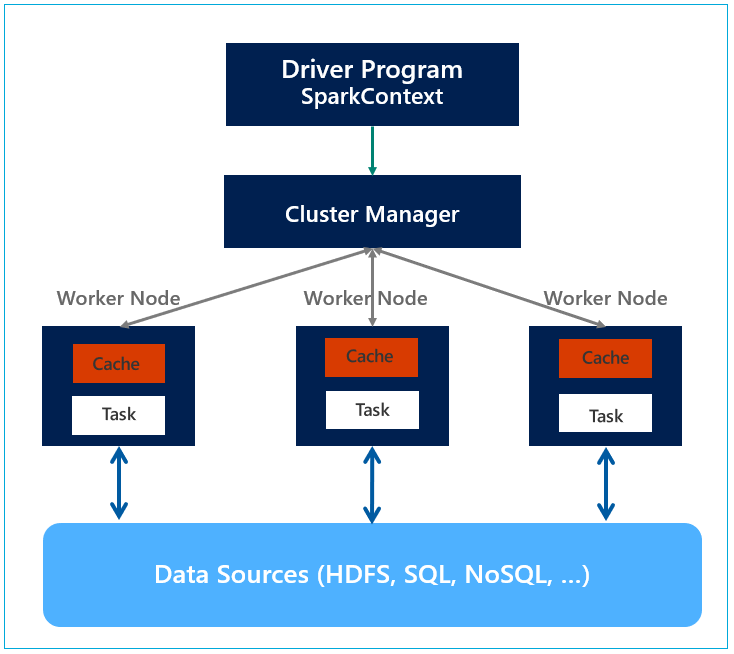 Driver Program
SparkContext
Cluster Manager
Worker Node
Worker Node
Worker Node
Cache
Cache
Cache
Task
Task
Task
Data Sources (HDFS, SQL, NoSQL, ...)